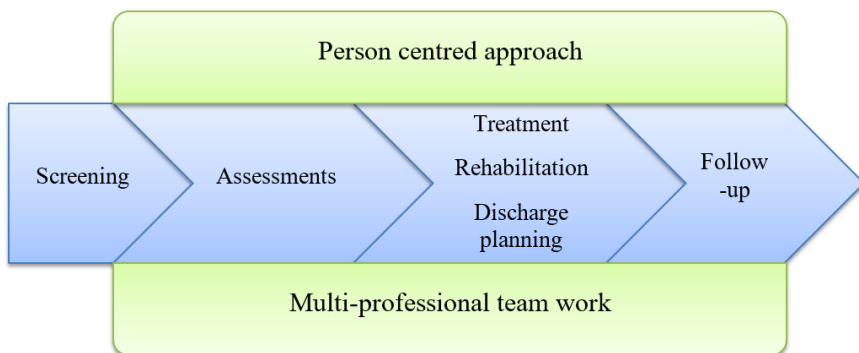 Person centred approach
Screening
Assessments
Treatment
Rehabilitation
Discharge
planning
Follow
-up
Multi-professional team work